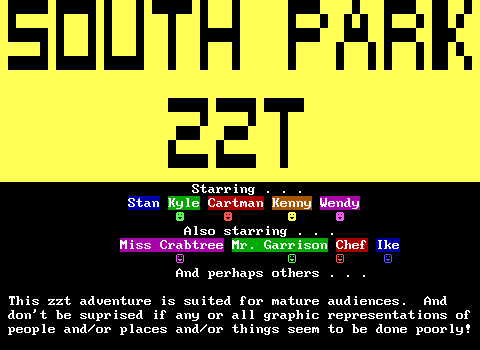 SOUTH PARK
ZZT
Starring . . .
Stan Kyle Cartman Kenny Wendy
Also starring . . .
Miss Crabtree Mr. Garrison Chef Ike
And perhaps others . . .
This zzt adventure is suited for mature audiences. And
don't be suprised if any or all graphic representations of
people and/or places and/or things seem to be done poorly!